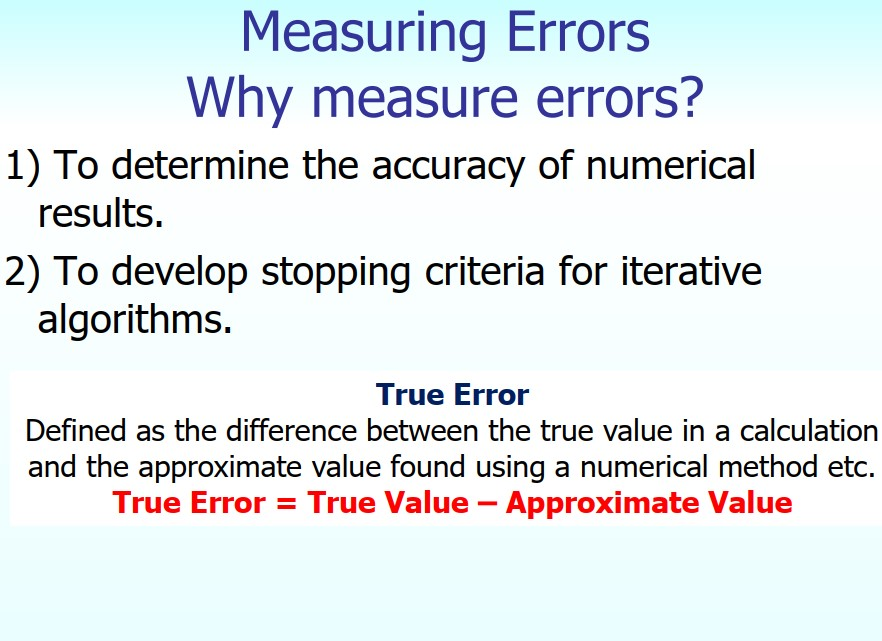 Measuring Errors
Why measure errors?
1) To determine the accuracy of numerical
results.
2) To develop stopping criteria for iterative
algorithms.
True Error
Defined as the difference between the true value in a calculation
and the approximate value found using a numerical method etc.
True Error = True Value – Approximate Value